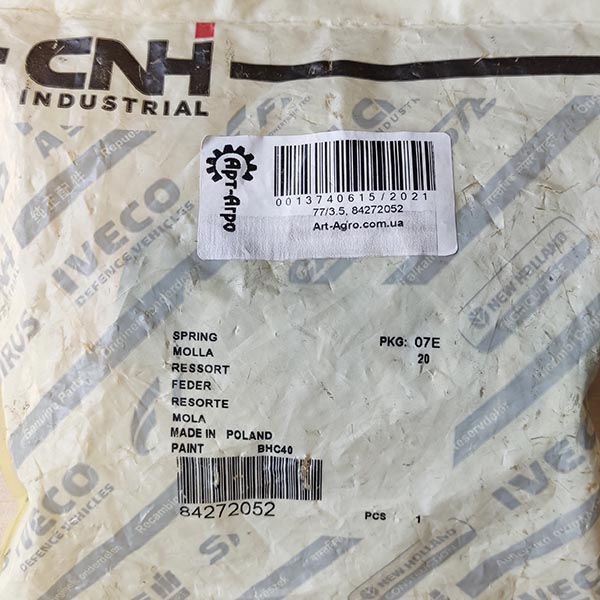 CNH
INDUSTRIAL
Арт-Агро
0013740615/2021
77/3.5, 84272052
Art-Agro.com.ua
SPRING
MOLLA
RESSORT
FEDER
RESORTE
MOLA
MADE IN POLAND
PAINT BHC40
PKG: 07E
20
84272052
PCS 1
IVECO
DEFENCE VEHICLES
NEW HOLLAND
IVECO
DEFENCE VEHICLES
NEW HOLLAND